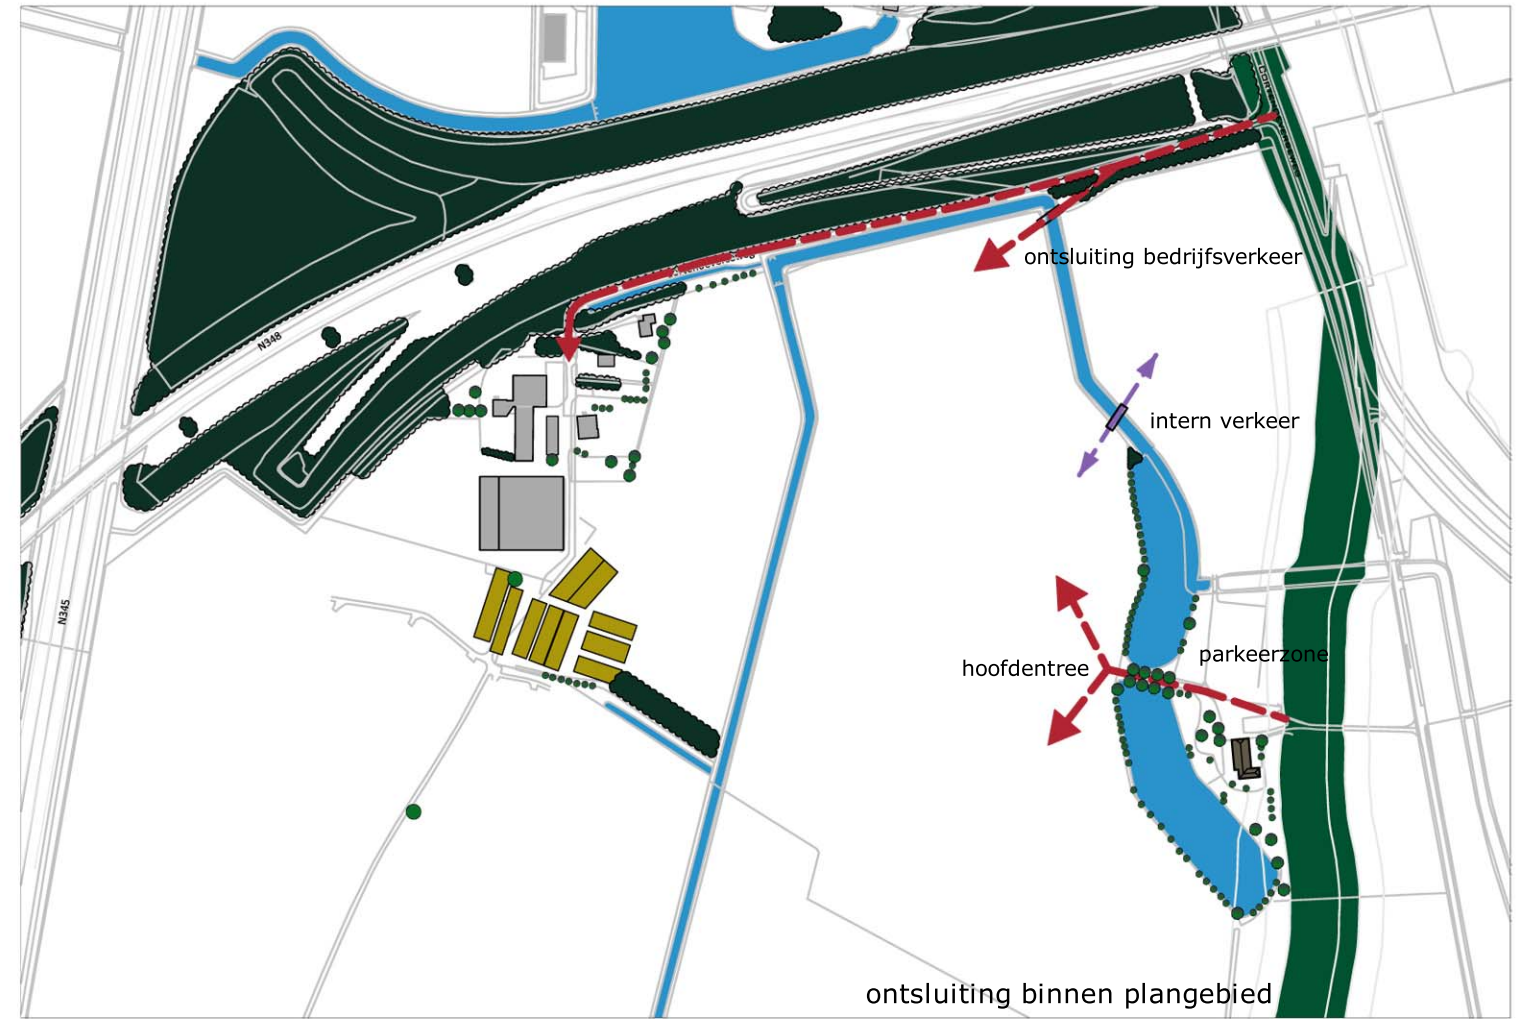 ontsluiting bedrijfsverkeer
N348
intern verkeer
N345
parkeerzone
hoofdentree
ontsluiting binnen plangebied